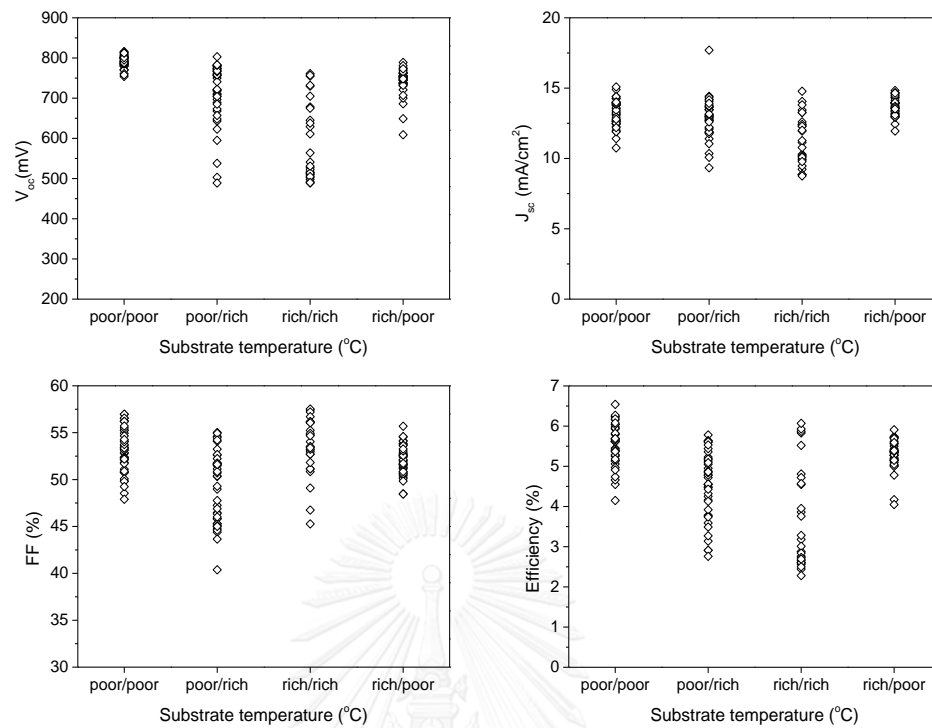 900
800
700
600
500
400
300
200
V_oc(mV)
poor/poor poor/rich rich/rich rich/poor
Substrate temperature (°C)
20
15
10
5
0
J_sc (mA/cm²)
poor/poor poor/rich rich/rich rich/poor
Substrate temperature (°C)
60
55
50
45
40
35
30
FF (%)
poor/poor poor/rich rich/rich rich/poor
Substrate temperature (°C)
7
6
5
4
3
2
1
0
Efficiency (%)
poor/poor poor/rich rich/rich rich/poor
Substrate temperature (°C)